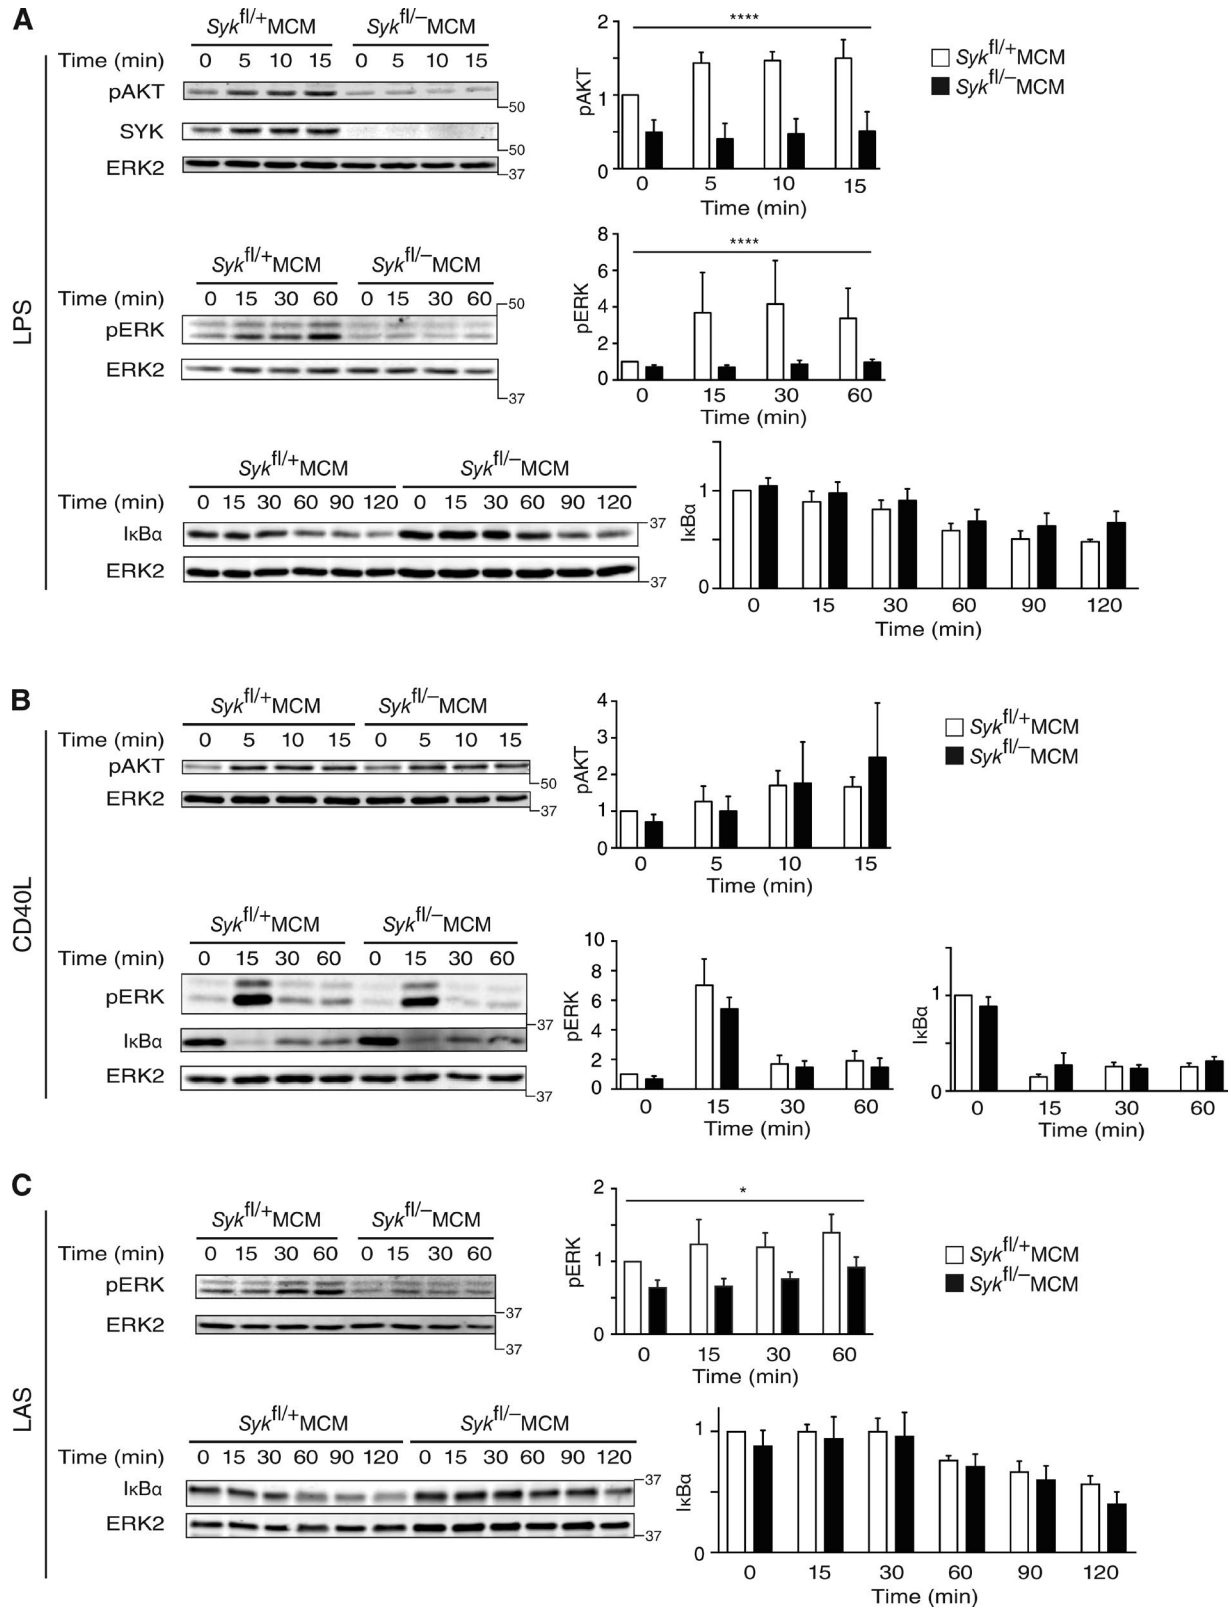 A
Syk fl/+ MCM Syk fl/– MCM
Time (min) 0 5 10 15 0 5 10 15
pAKT
50
SYK
50
ERK2
37
2
1
0
pAKT
****
0 5 10 15
Time (min)
Syk fl/+ MCM
Syk fl/– MCM
LPS
Syk fl/+ MCM Syk fl/– MCM
Time (min) 0 15 30 60 0 15 30 60
50
pERK
ERK2
37
8
6
4
2
0
pERK
****
0 15 30 60
Time (min)
Syk fl/+ MCM Syk fl/– MCM
Time (min) 0 15 30 60 90 120 0 15 30 60 90 120
IκBα
37
ERK2
37
1
0
IκBα
0 15 30 60 90 120
Time (min)
B
Syk fl/+ MCM Syk fl/– MCM
Time (min) 0 5 10 15 0 5 10 15
pAKT
50
ERK2
37
4
3
2
1
0
pAKT
0 5 10 15
Time (min)
Syk fl/+ MCM
Syk fl/– MCM
CD40L
Syk fl/+ MCM Syk fl/– MCM
Time (min) 0 15 30 60 0 15 30 60
pERK
37
IκBα
ERK2
37
10
8
6
4
2
0
pERK
0 15 30 60
Time (min)
1
0
IκBα
0 15 30 60
Time (min)
C
Syk fl/+ MCM Syk fl/– MCM
Time (min) 0 15 30 60 0 15 30 60
pERK
37
ERK2
37
2
1
0
pERK
*
0 15 30 60
Time (min)
Syk fl/+ MCM
Syk fl/– MCM
LAS
Syk fl/+ MCM Syk fl/– MCM
Time (min) 0 15 30 60 90 120 0 15 30 60 90 120
IκBα
37
ERK2
37
1
0
IκBα
0 15 30 60 90 120
Time (min)